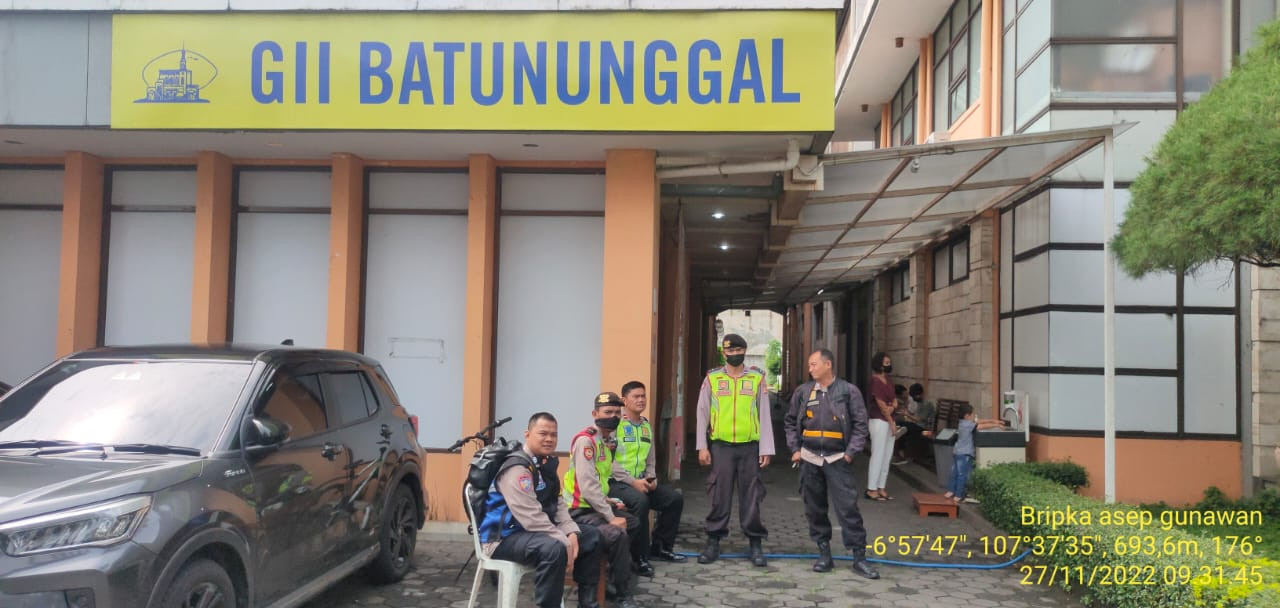 GII BATUNUNGGAL
Bripka asep gunawan
-6°57'47", 107°37'35", 693,6m, 176°
27/11/2022 09.31.45